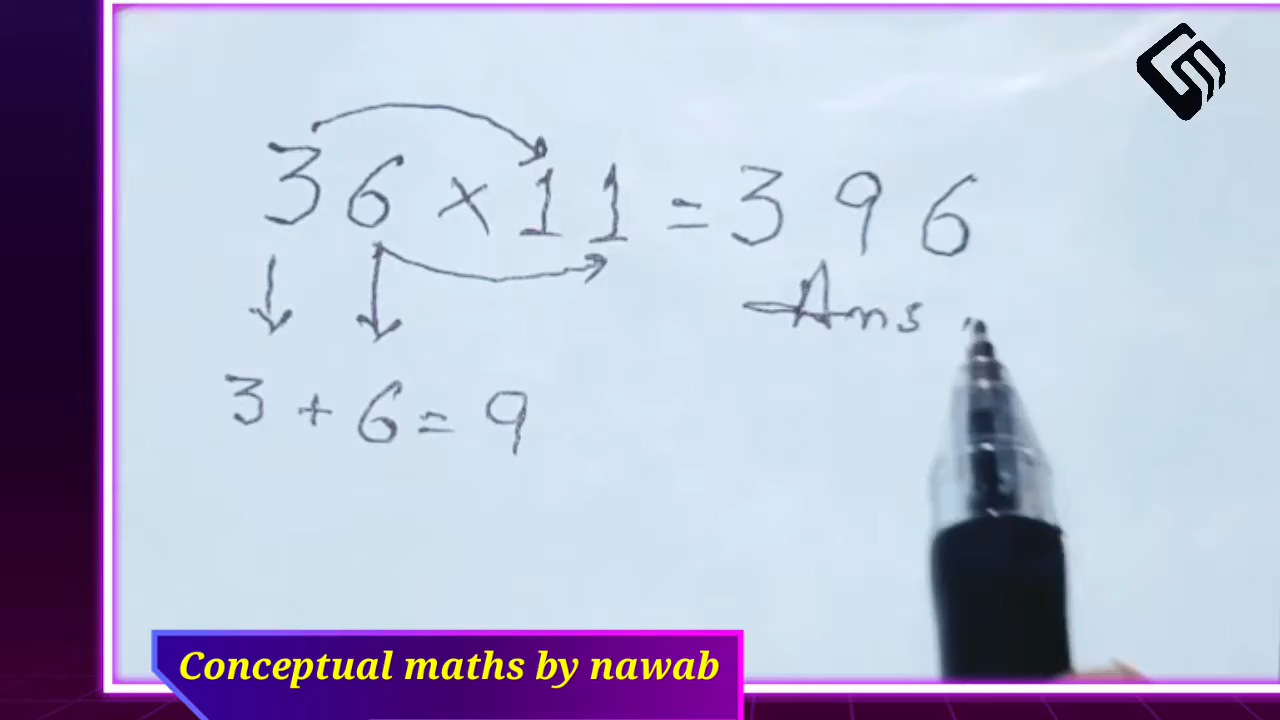 36 × 11 = 396
Ans
3 + 6 = 9
Conceptual maths by nawab